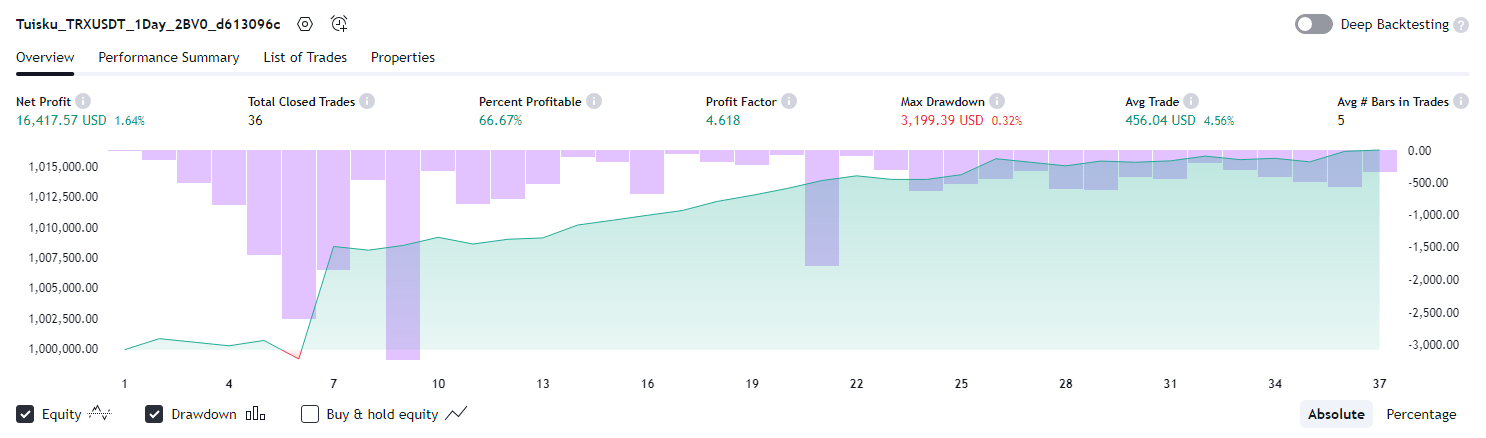 Tuisku_TRXUSDT_1Day_2BV0_d613096c
Deep Backtesting ?
Overview Performance Summary List of Trades Properties
Net Profit i Total Closed Trades i Percent Profitable i Profit Factor i Max Drawdown i Avg Trade i Avg # Bars in Trades i
16,417.57 USD 1.64% 36 66.67% 4.618 3,199.39 USD 0.32% 456.04 USD 4.56% 5
1,015,000.00
1,012,500.00
1,010,000.00
1,007,500.00
1,005,000.00
1,002,500.00
1,000,000.00
0.00
-500.00
-1,000.00
-1,500.00
-2,000.00
-2,500.00
-3,000.00
1 4 7 10 13 16 19 22 25 28 31 34 37
Equity Drawdown Buy & hold equity Absolute Percentage